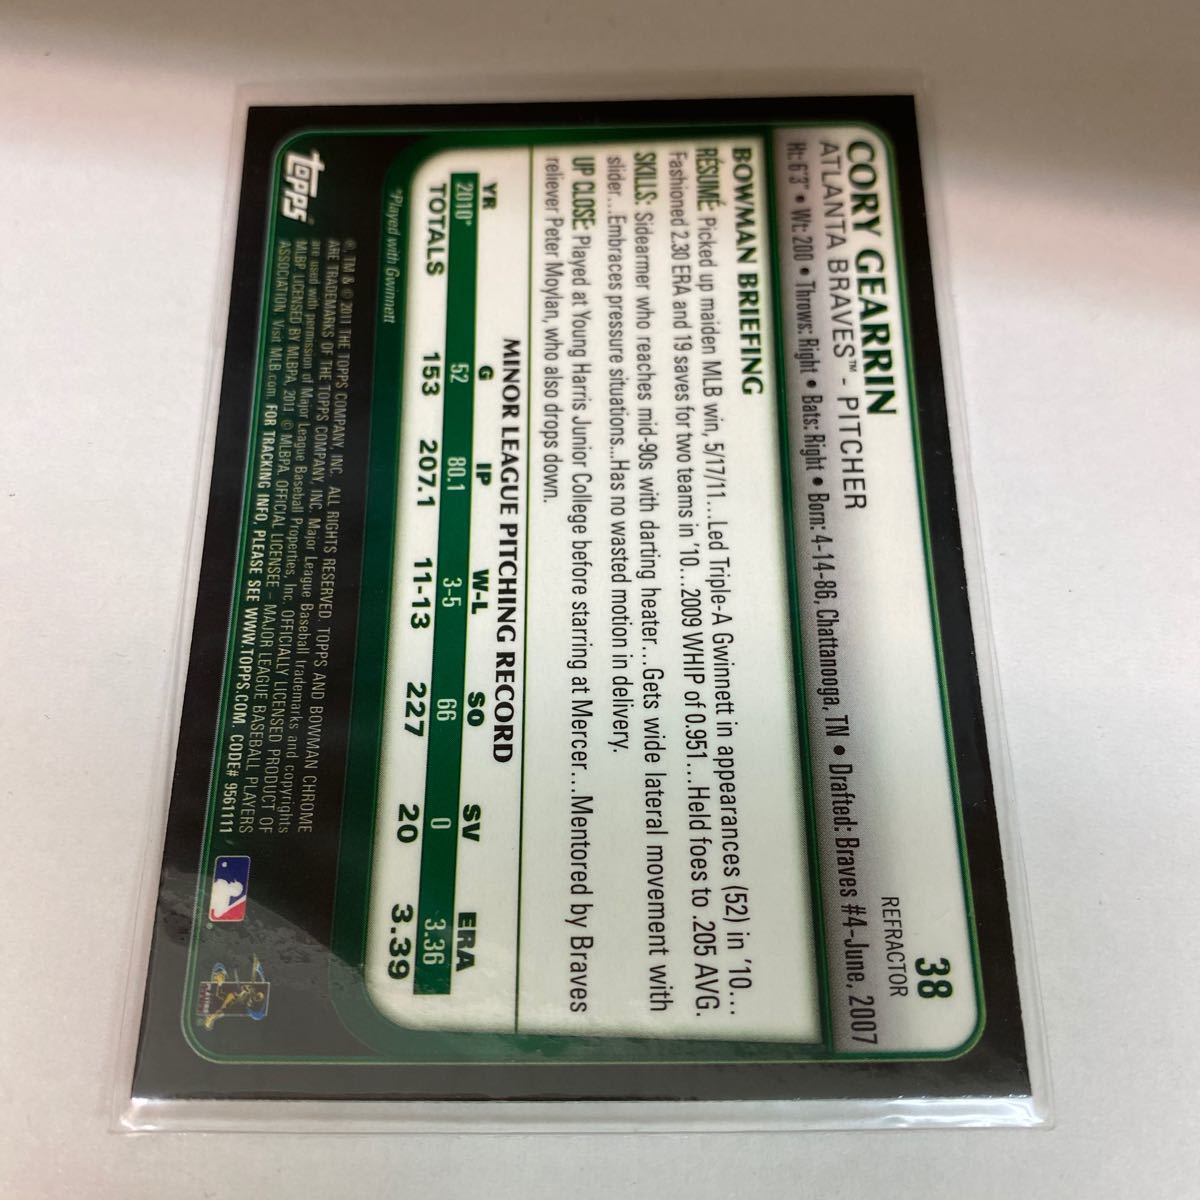 38
REFRACTOR
CORY GEARRIN
ATLANTA BRAVES™ - PITCHER
Ht: 6'3" • Wt: 200 • Throws: Right • Bats: Right • Born: 4-14-86, Chattanooga, TN • Drafted: Braves #4-June, 2007
BOWMAN BRIEFING
RÉSUMÉ: Picked up maiden MLB win, 5/17/11....Led Triple-A Gwinnett in appearances (52) in '10...
Fashioned 2.30 ERA and 19 saves for two teams in '10...2009 WHIP of 0.951....Held foes to .205 AVG.
SKILLS: Sidearmer who reaches mid-90s with darting heater...Gets wide lateral movement with
slider...Embraces pressure situations...Has no wasted motion in delivery.
UP CLOSE: Played at Young Harris Junior College before starring at Mercer...Mentored by Braves
reliever Peter Moylan, who also drops down.
MINOR LEAGUE PITCHING RECORD
YR G IP W-L SO SV ERA
2010* 52 80.1 3-5 66 0 3.36
TOTALS 153 207.1 11-13 227 20 3.39
*Played with Gwinnett
®, TM & © 2011 THE TOPPS COMPANY, INC. ALL RIGHTS RESERVED. TOPPS AND BOWMAN CHROME
ARE TRADEMARKS OF THE TOPPS COMPANY, INC. Major League Baseball trademarks and copyrights
are used with permission of Major League Baseball Properties, Inc. OFFICIALLY LICENSED PRODUCT OF
MLBP. LICENSED BY MLBPA, 2011 © MLBPA. OFFICIAL LICENSEE – MAJOR LEAGUE BASEBALL PLAYERS
ASSOCIATION. Visit MLB.com. FOR TRACKING INFO, PLEASE SEE WWW.TOPPS.COM. CODE# 9561111
TOPPS